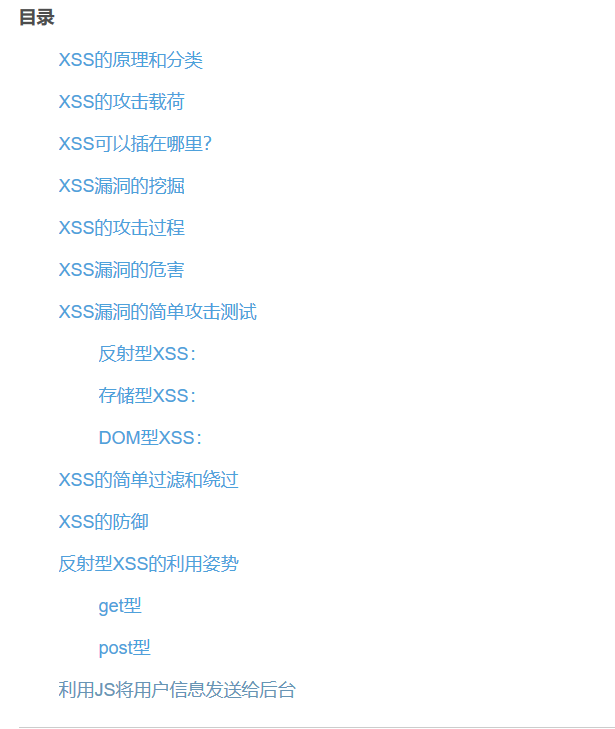 目录
XSS的原理和分类
XSS的攻击载荷
XSS可以插在哪里？
XSS漏洞的挖掘
XSS的攻击过程
XSS漏洞的危害
XSS漏洞的简单攻击测试
反射型XSS：
存储型XSS：
DOM型XSS：
XSS的简单过滤和绕过
XSS的防御
反射型XSS的利用姿势
get型
post型
利用JS将用户信息发送给后台